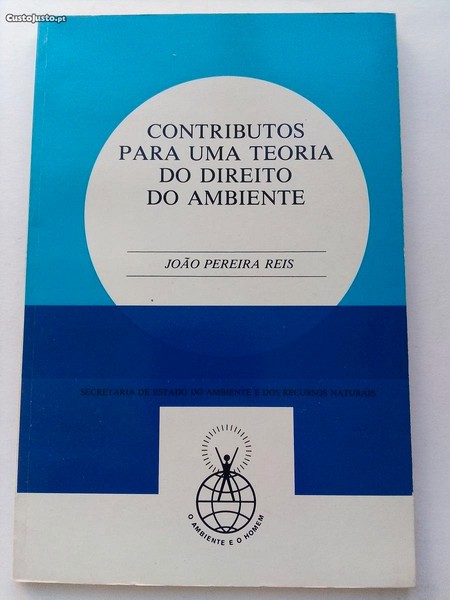 CustoJusto.pt
CONTRIBUTOS
PARA UMA TEORIA
DO DIREITO
DO AMBIENTE
JOÃO PEREIRA REIS
SECRETARIA DE ESTADO DO AMBIENTE E DOS RECURSOS NATURAIS
O AMBIENTE E O HOMEM